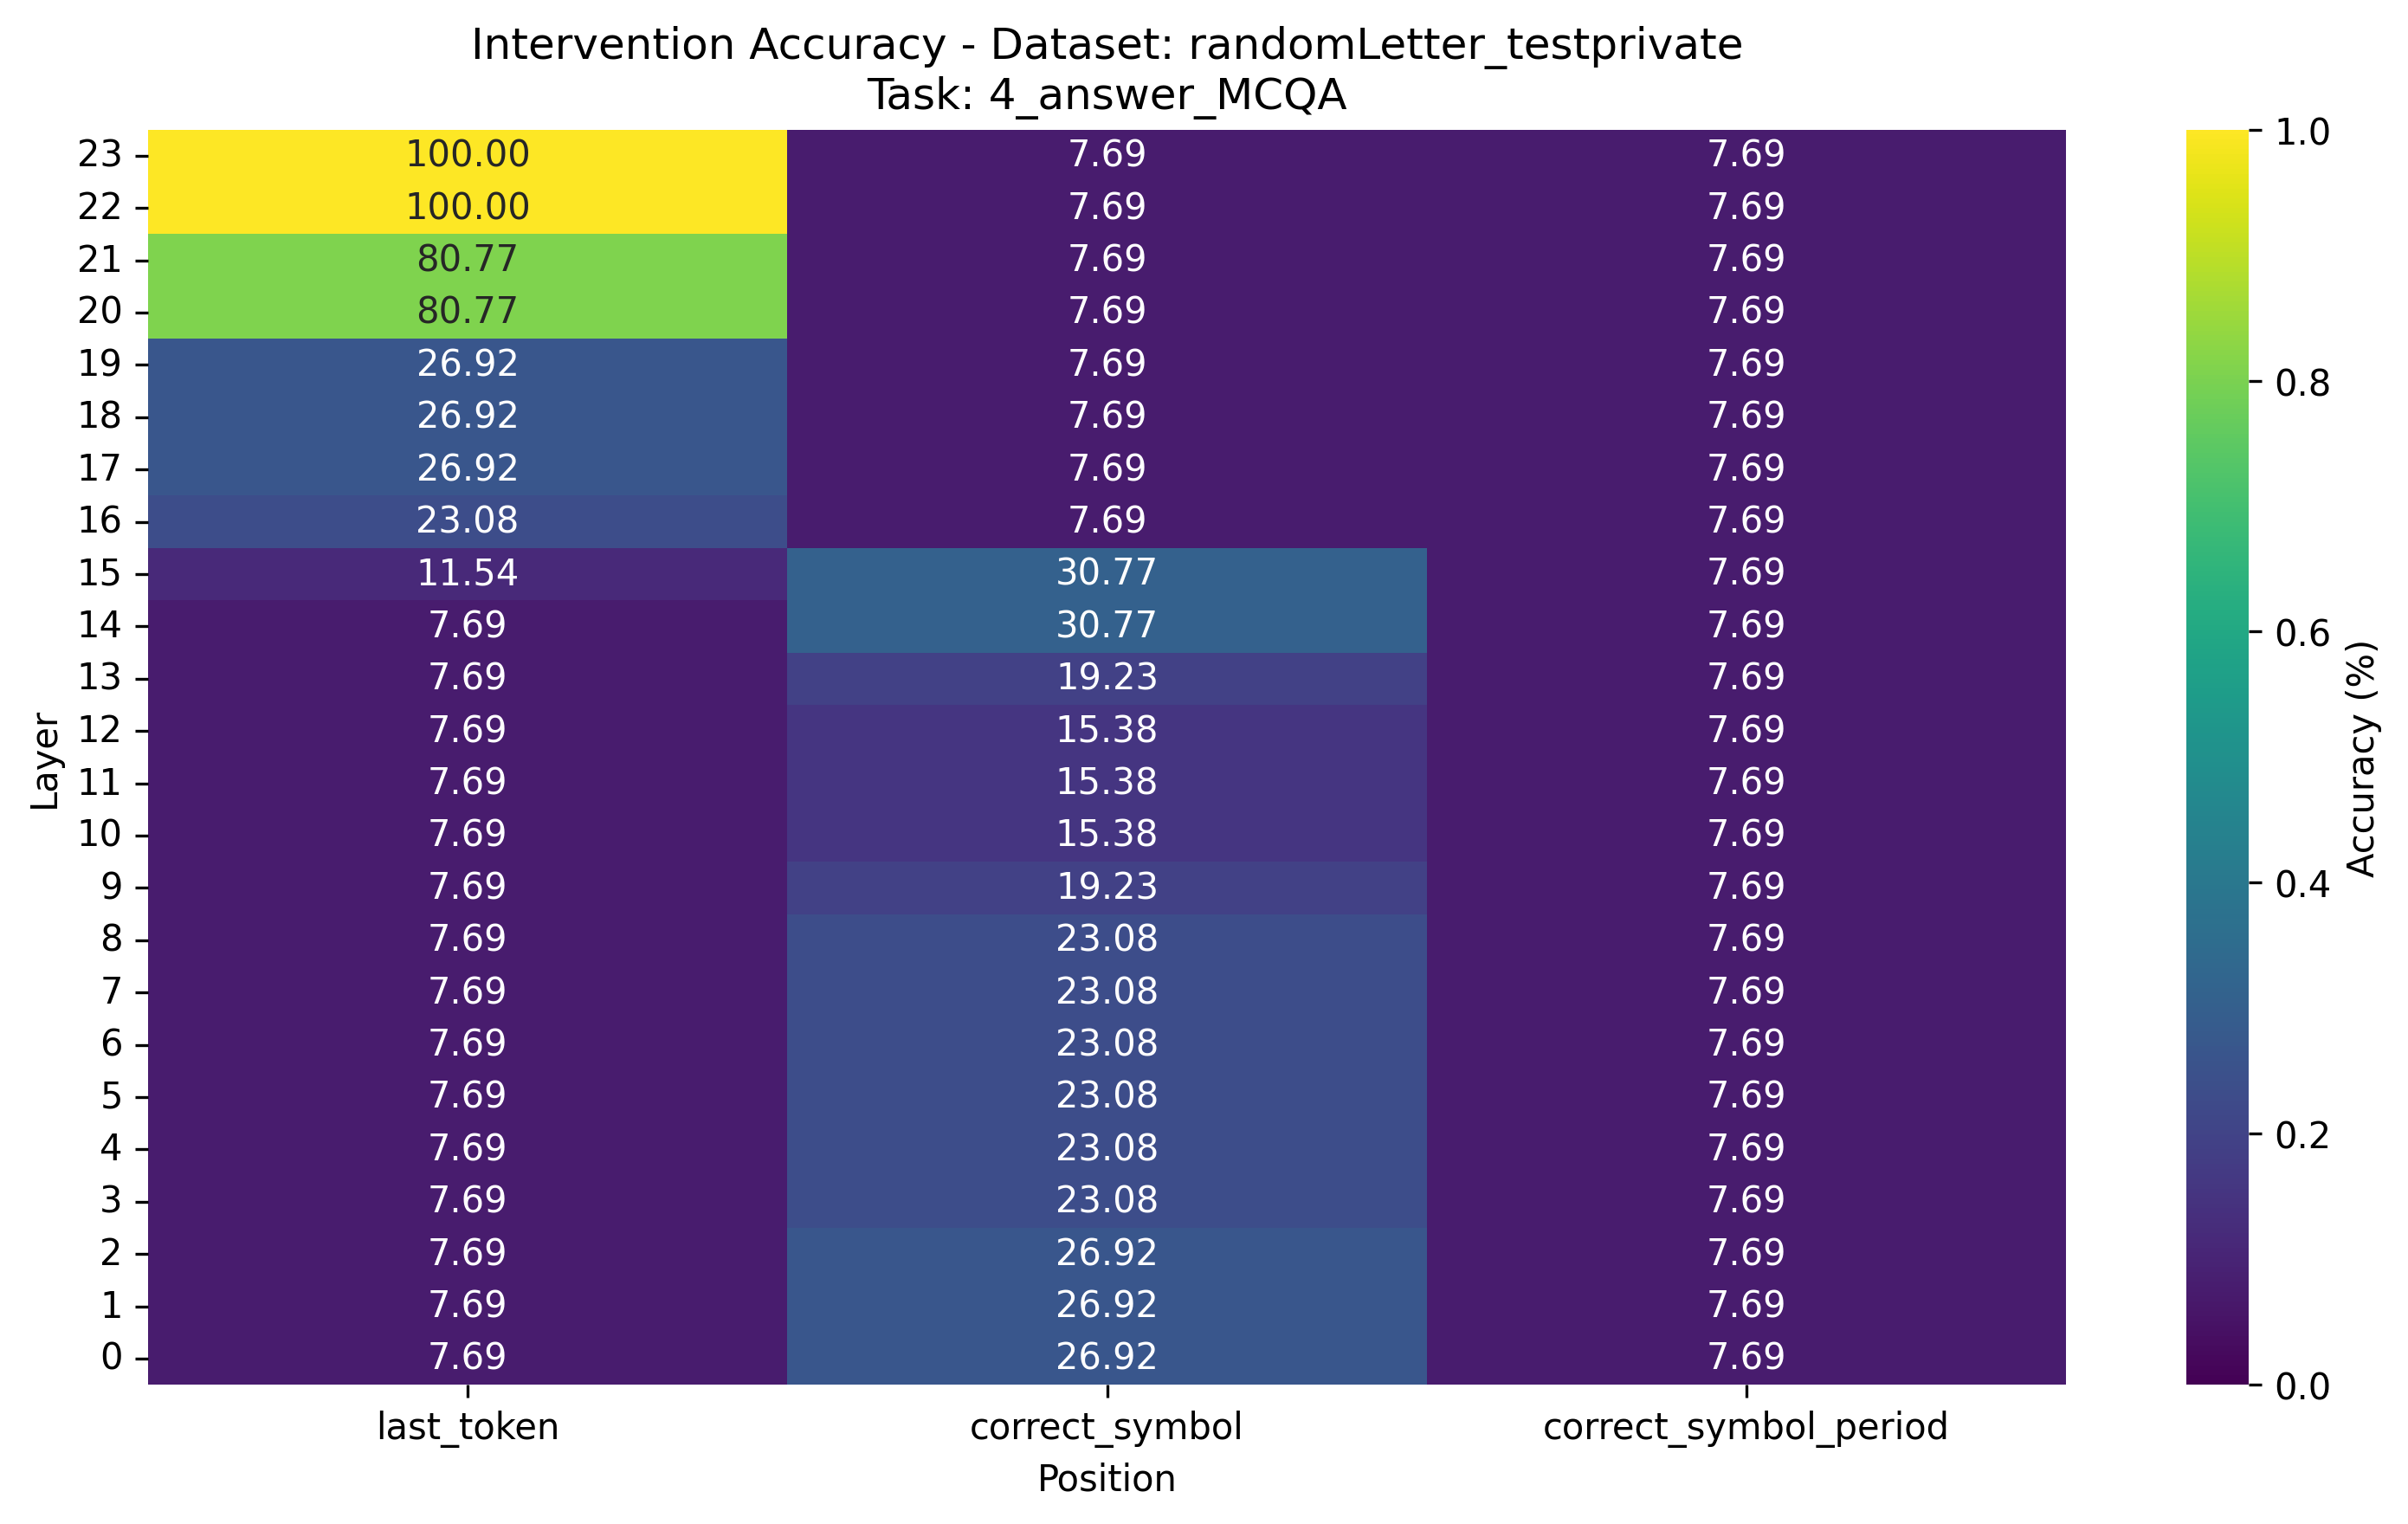 Intervention Accuracy - Dataset: randomLetter_testprivate
Task: 4_answer_MCQA
23 100.00 7.69 7.69
22 100.00 7.69 7.69
21 80.77 7.69 7.69
20 80.77 7.69 7.69
19 26.92 7.69 7.69
18 26.92 7.69 7.69
17 26.92 7.69 7.69
16 23.08 7.69 7.69
15 11.54 30.77 7.69
14 7.69 30.77 7.69
13 7.69 19.23 7.69
12 7.69 15.38 7.69
11 7.69 15.38 7.69
10 7.69 15.38 7.69
9 7.69 19.23 7.69
8 7.69 23.08 7.69
7 7.69 23.08 7.69
6 7.69 23.08 7.69
5 7.69 23.08 7.69
4 7.69 23.08 7.69
3 7.69 23.08 7.69
2 7.69 26.92 7.69
1 7.69 26.92 7.69
0 7.69 26.92 7.69
last_token correct_symbol correct_symbol_period
Position
Layer
1.0
0.8
0.6
0.4
0.2
0.0
Accuracy (%)